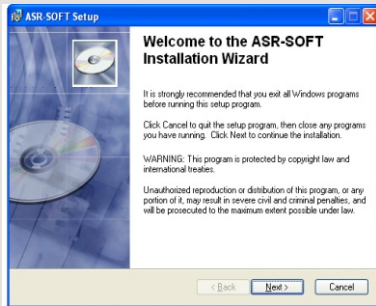 ASR-SOFT Setup
Welcome to the ASR-SOFT
Installation Wizard
It is strongly recommended that you exit all Windows programs
before running this setup program.
Click Cancel to quit the setup program, then close any programs
you have running. Click Next to continue the installation.
WARNING: This program is protected by copyright law and
international treaties.
Unauthorized reproduction or distribution of this program, or any
portion of it, may result in severe civil and criminal penalties, and
will be prosecuted to the maximum extent possible under law.
< Back Next > Cancel